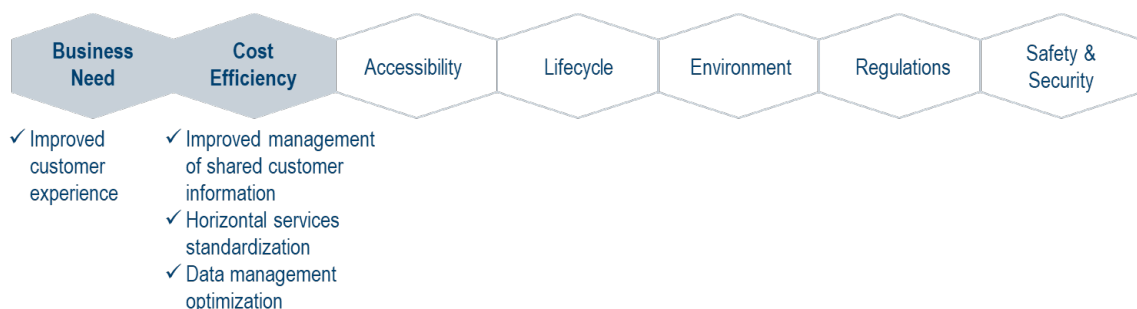 Business
Need
Cost
Efficiency
Accessibility
Lifecycle
Environment
Regulations
Safety &
Security
✓ Improved
customer
experience
✓ Improved management
of shared customer
information
✓ Horizontal services
standardization
✓ Data management
optimization